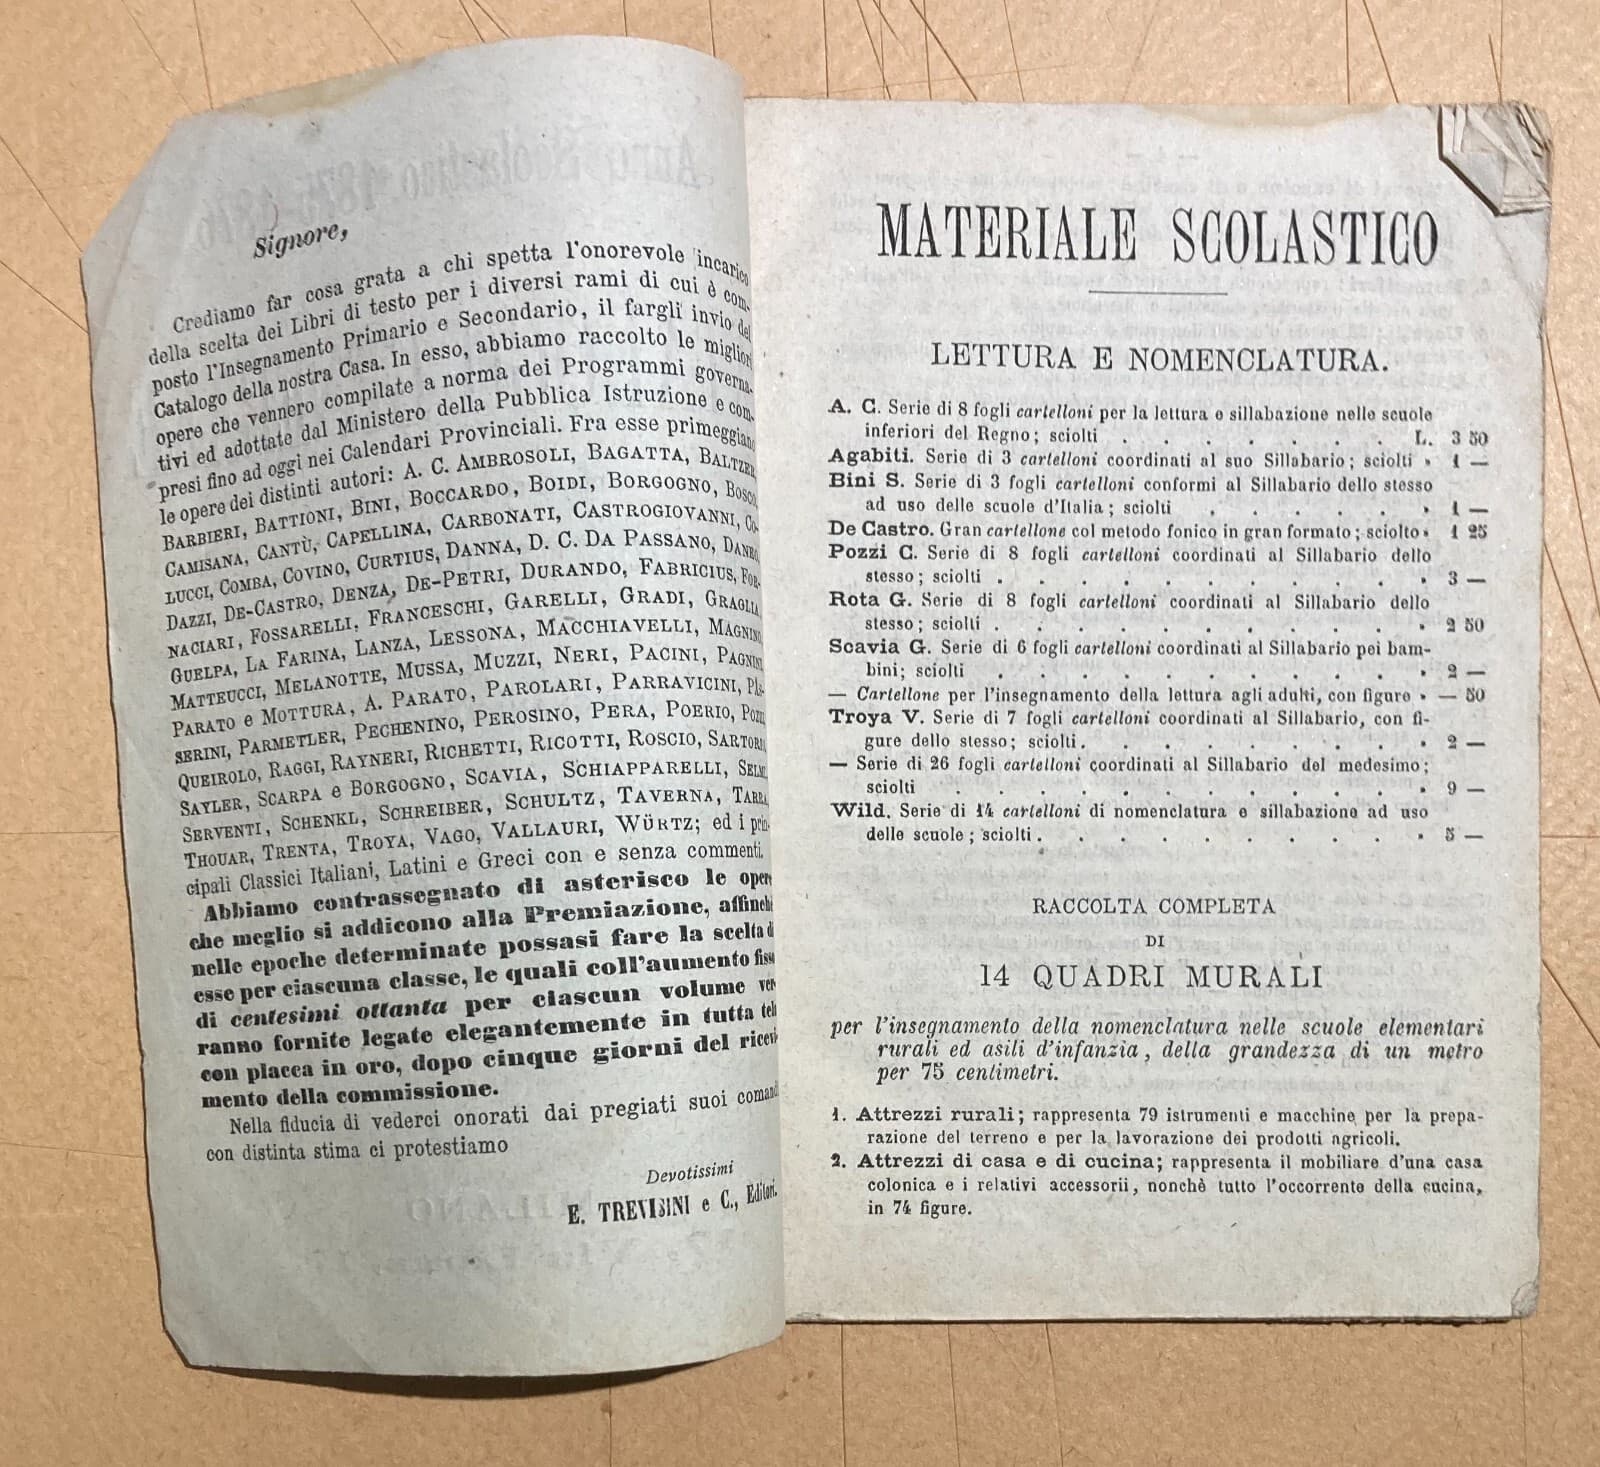 Signore,
Crediamo far cosa grata a chi spetta l'onorevole incarico
della scelta dei Libri di testo per i diversi rami di cui è com-
posto l'Insegnamento Primario e Secondario, il fargli invio del
Catalogo della nostra Casa. In esso, abbiamo raccolto le migliori
opere che vennero compilate a norma dei Programmi governa-
tivi ed adottate dal Ministero della Pubblica Istruzione e com-
presi fino ad oggi nei Calendari Provinciali. Fra esse primeggiano
le opere dei distinti autori: A. C. AMBROSOLI, BAGATTA, BALTZER,
BARBIERI, BATTIONI, BINI, BOCCARDO, BOIDI, BORGOGNO, BOSCO,
CAMISANA, CANTÙ, CAPELLINA, CARBONATI, CASTROGIOVANNI, CO-
LUCCI, COMBA, COVINO, CURTIUS, DANNA, D. C. DA PASSANO, DANEO,
DAZZI, DE-CASTRO, DENZA, DE-PETRI, DURANDO, FABRICIUS, FOR-
NACIARI, FOSSARELLI, FRANCESCHI, GARELLI, GRADI, GRAGLIA,
GUELPA, LA FARINA, LANZA, LESSONA, MACCHIAVELLI, MAGNINO,
MATTEUCCI, MELANOTTE, MUSSA, MUZZI, NERI, PACINI, PAGNINI,
PARATO e MOTTURA, A. PARATO, PAROLARI, PARRAVICINI, PAS-
SERINI, PARMETLER, PECHENINO, PEROSINO, PERA, POERIO, POZZI
QUEIROLO, RAGGI, RAYNERI, RICHETTI, RICOTTI, ROSCIO, SARTORIO,
SAYLER, SCARPA e BORGOGNO, SCAVIA, SCHIAPPARELLI, SELMI,
SERVENTI, SCHENKL, SCHREIBER, SCHULTZ, TAVERNA, TARRA,
THOUAR, TRENTA, TROYA, VAGO, VALLAURI, WÜRTZ; ed i prin-
cipali Classici Italiani, Latini e Greci con e senza commenti.
Abbiamo contrassegnato di asterisco le opere
che meglio si addicono alla Premiazione, affinchè
nelle epoche determinate possasi fare la scelta di
esse per ciascuna classe, le quali coll'aumento fisso
di centesimi ottanta per ciascun volume ver-
ranno fornite legate elegantemente in tutta tela
con placca in oro, dopo cinque giorni del ricevi-
mento della commissione.
Nella fiducia di vederci onorati dai pregiati suoi comandi
con distinta stima ci protestiamo
Devotissimi
E. TREVISINI e C., Editori.
MATERIALE SCOLASTICO
LETTURA E NOMENCLATURA.
A. C. Serie di 8 fogli cartelloni per la lettura e sillabazione nelle scuole
inferiori del Regno; sciolti . . . . . . . L. 3 50
Agabiti. Serie di 3 cartelloni coordinati al suo Sillabario; sciolti » 1 —
Bini S. Serie di 3 fogli cartelloni conformi al Sillabario dello stesso
ad uso delle scuole d'Italia; sciolti . . . . . » 1 —
De Castro. Gran cartellone col metodo fonico in gran formato; sciolto » 1 25
Pozzi C. Serie di 8 fogli cartelloni coordinati al Sillabario dello
stesso; sciolti . . . . . . . . . . » 3 —
Rota G. Serie di 8 fogli cartelloni coordinati al Sillabario dello
stesso; sciolti . . . . . . . . . . » 2 50
Scavia G. Serie di 6 fogli cartelloni coordinati al Sillabario pei bam-
bini; sciolti . . . . . . . . . . » 2 —
— Cartellone per l'insegnamento della lettura agli adulti, con figure » — 50
Troya V. Serie di 7 fogli cartelloni coordinati al Sillabario, con fi-
gure dello stesso; sciolti . . . . . . . . » 2 —
— Serie di 26 fogli cartelloni coordinati al Sillabario del medesimo;
sciolti . . . . . . . . . . » 9 —
Wild. Serie di 14 cartelloni di nomenclatura e sillabazione ad uso
delle scuole; sciolti . . . . . . . . . » 5 —
RACCOLTA COMPLETA
DI
14 QUADRI MURALI
per l'insegnamento della nomenclatura nelle scuole elementari
rurali ed asili d'infanzia, della grandezza di un metro
per 75 centimetri.
1. Attrezzi rurali; rappresenta 79 istrumenti e macchine per la prepa-
razione del terreno e per la lavorazione dei prodotti agricoli.
2. Attrezzi di casa e di cucina; rappresenta il mobiliare d'una casa
colonica e i relativi accessorii, nonchè tutto l'occorrente della cucina,
in 74 figure.